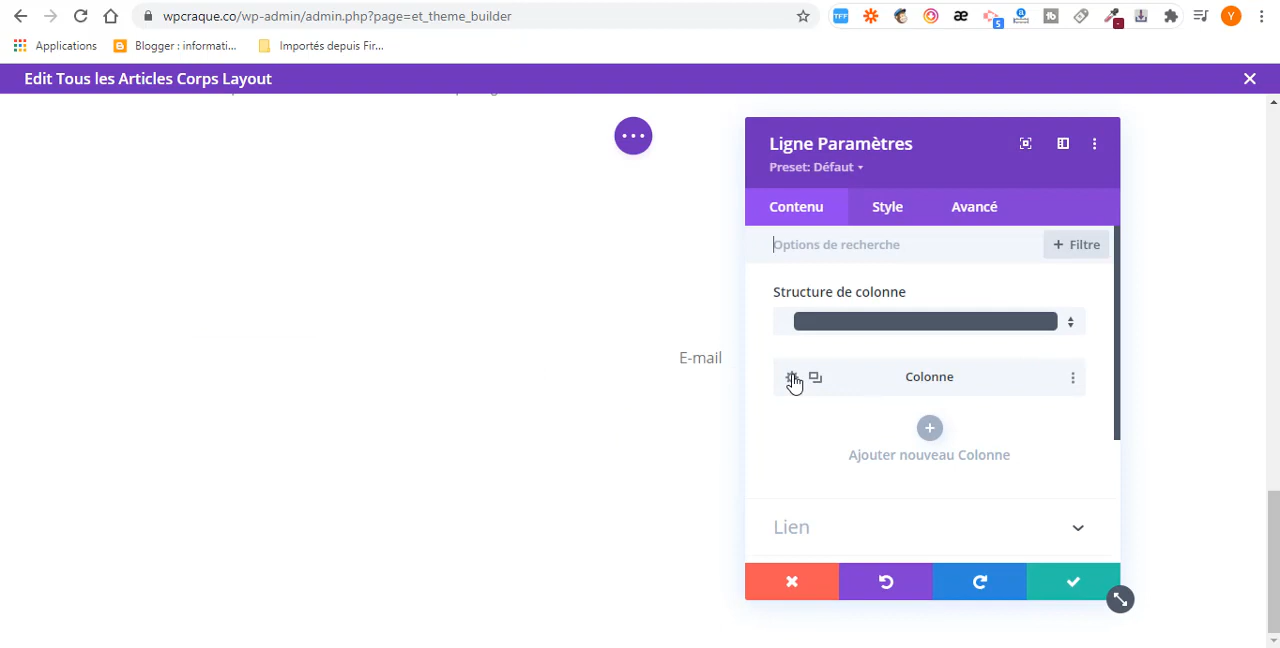 wpcraque.co/wp-admin/admin.php?page=et_theme_builder
TFF
5
Applications
Blogger : informati...
Importés depuis Fir...
Y
Edit Tous les Articles Corps Layout
Ligne Paramètres
Preset: Défaut
Contenu
Style
Avancé
Options de recherche
+ Filtre
Structure de colonne
E-mail
Colonne
Ajouter nouveau Colonne
Lien